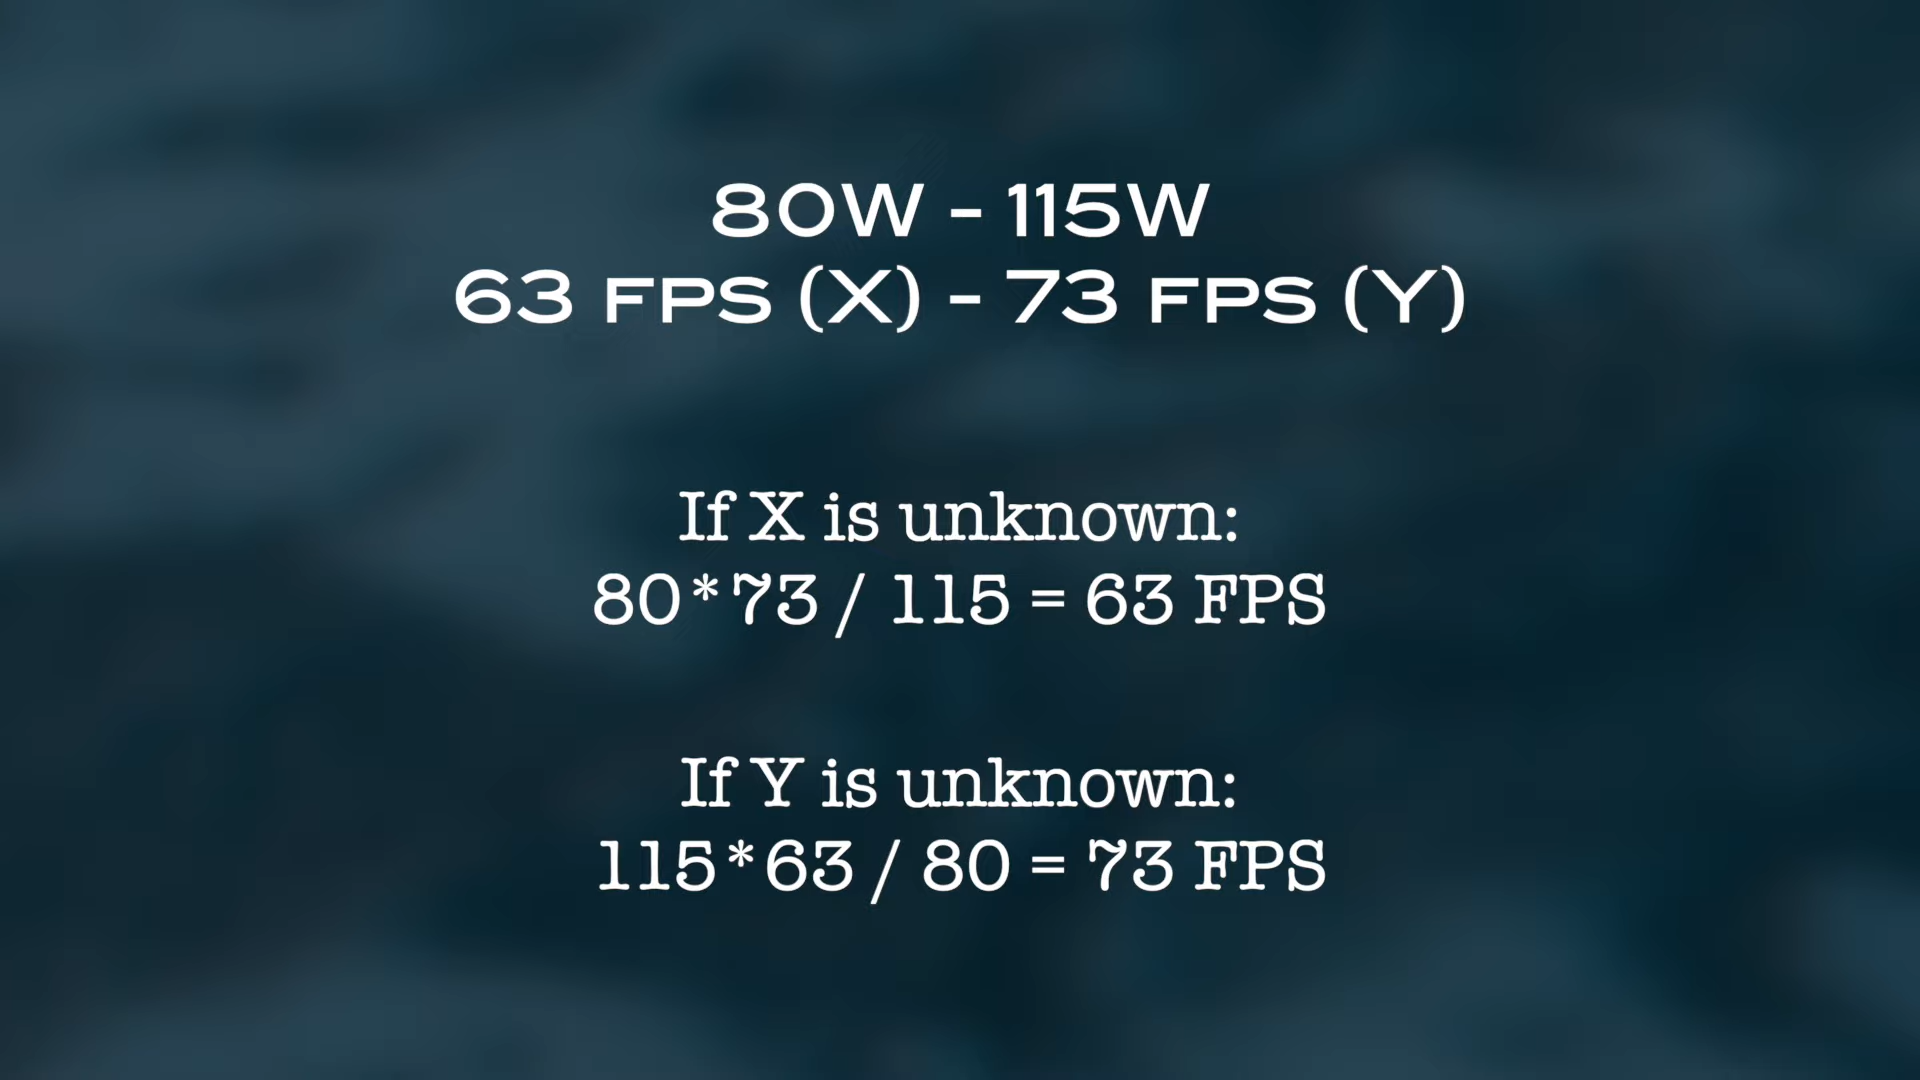 80W - 115W
63 FPS (X) - 73 FPS (Y)
If X is unknown:
80*73 / 115 = 63 FPS
If Y is unknown:
115*63 / 80 = 73 FPS